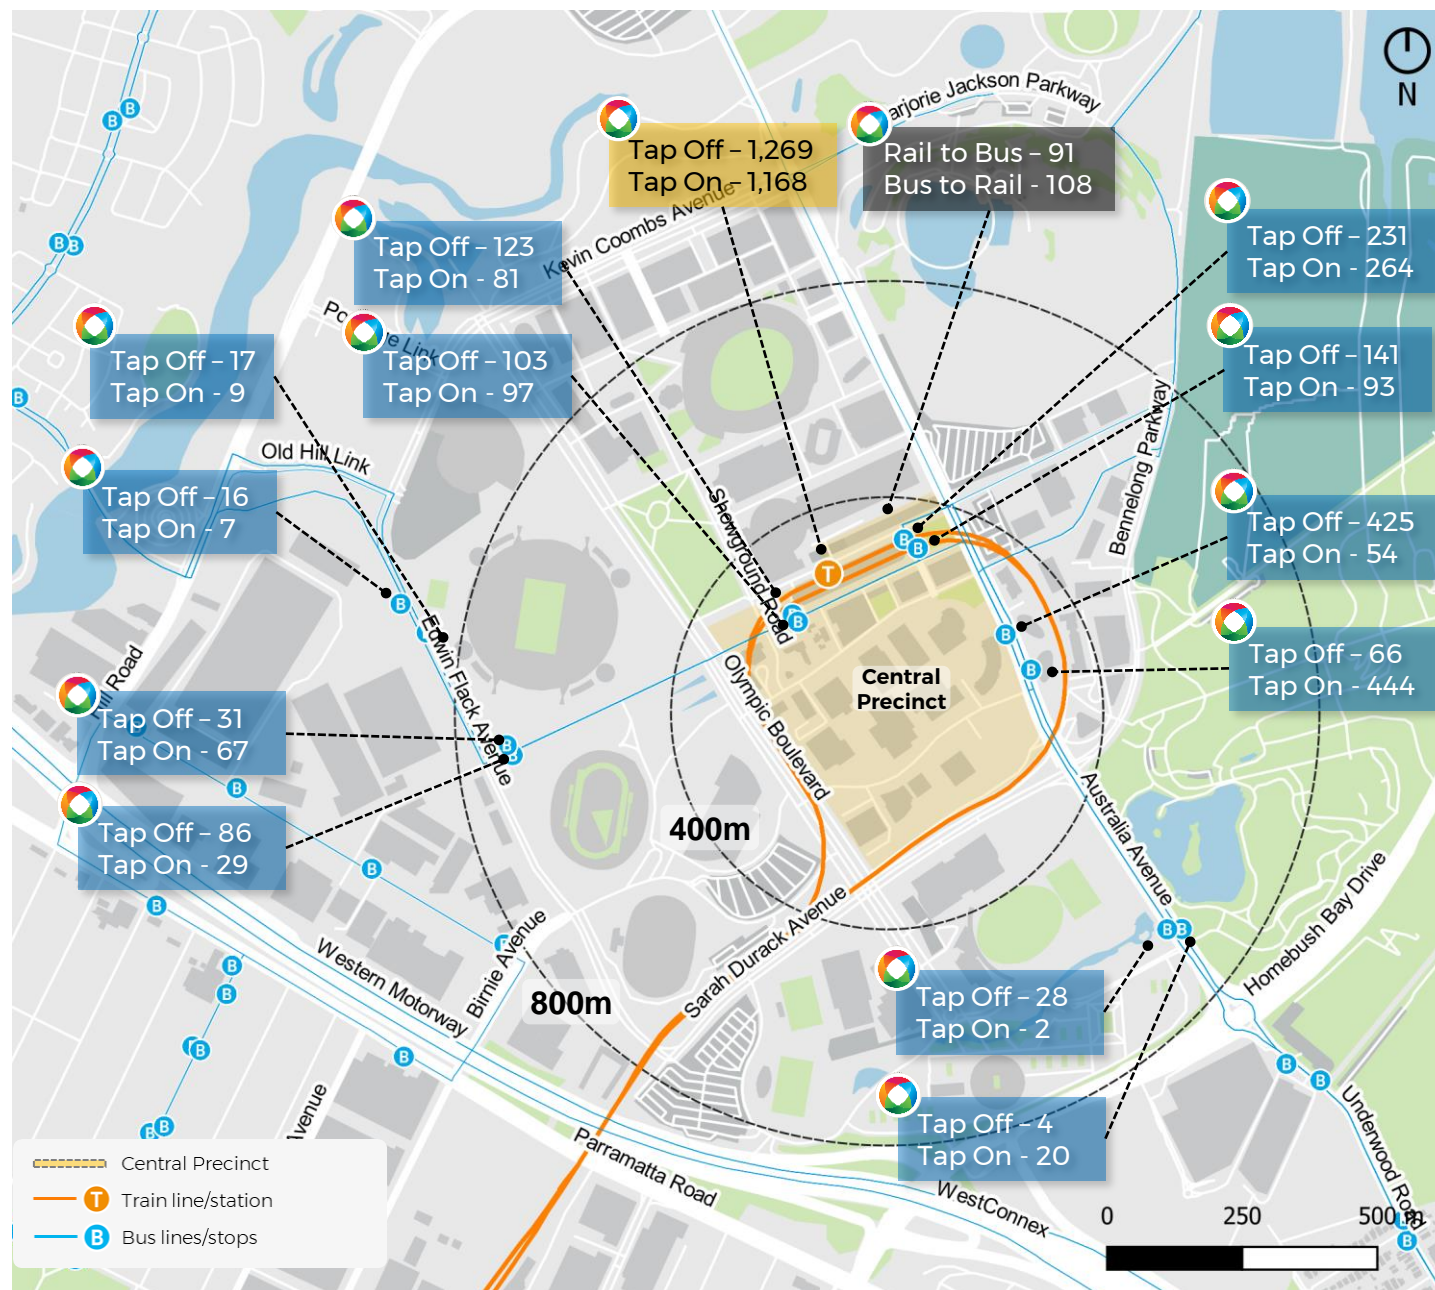 N
Marjorie Jackson Parkway
Tap Off – 1,269
Tap On – 1,168
Rail to Bus – 91
Bus to Rail - 108
Kevin Coombs Avenue
Tap Off – 123
Tap On - 81
Tap Off – 231
Tap On - 264
Tap Off – 17
Tap On - 9
Link
Tap Off – 103
Tap On - 97
Tap Off – 141
Tap On - 93
Bennelong Parkway
Old Hill Link
Tap Off – 16
Tap On - 7
Showground Road
Tap Off – 425
Tap On - 54
T
B
Edwin Flack Avenue
Hill Road
Olympic Boulevard
Central
Precinct
Tap Off – 66
Tap On - 444
Tap Off – 31
Tap On - 67
Tap Off – 86
Tap On - 29
400m
Australia Avenue
Homebush Bay Drive
Sarah Durack Avenue
Birnie Avenue
Western Motorway
800m
Tap Off – 28
Tap On - 2
Tap Off – 4
Tap On - 20
Avenue
Parramatta Road
WestConnex
Underwood Road
Central Precinct
T
Train line/station
B
Bus lines/stops
0
250
500 m